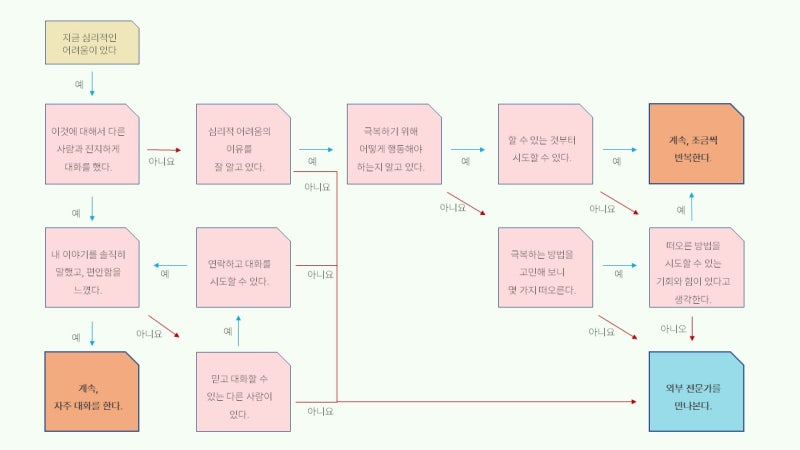 지금 심리적인
어려움이 있다
예
이것에 대해서 다른
사람과 진지하게
대화를 했다.
아니요
심리적 어려움의
이유를
잘 알고 있다.
예
극복하기 위해
어떻게 행동해야
하는지 알고 있다.
예
할 수 있는 것부터
시도할 수 있다.
예
계속, 조금씩
반복한다.
예
아니요
아니요
아니요
예
내 이야기를 솔직히
말했고, 편안함을
느꼈다.
예
연락하고 대화를
시도할 수 있다.
아니요
극복하는 방법을
고민해 보니
몇 가지 떠오른다.
예
떠오른 방법을
시도할 수 있는
기회와 힘이 있다고
생각한다.
예
아니요
예
아니요
아니오
계속,
자주 대화를 한다.
믿고 대화할 수
있는 다른 사람이
있다.
아니요
외부 전문가를
만나본다.